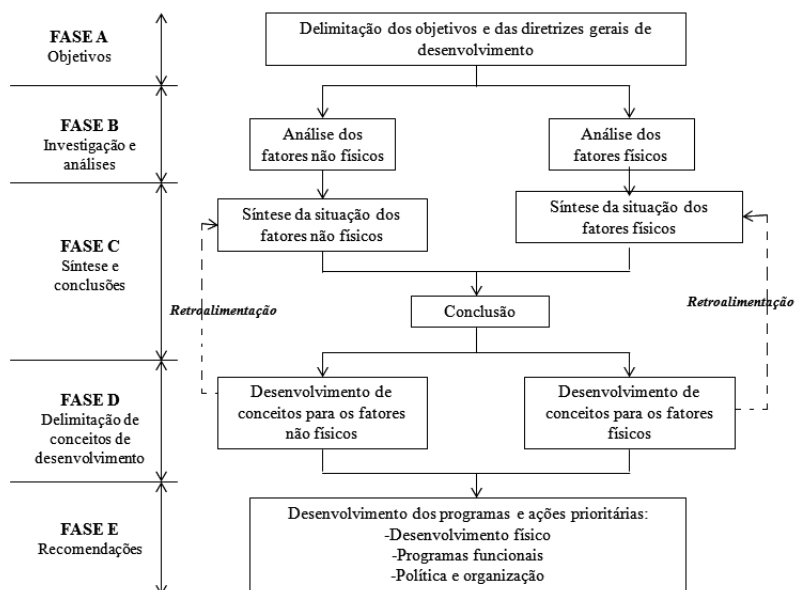 FASE A
Objetivos
Delimitação dos objetivos e das diretrizes gerais de
desenvolvimento
FASE B
Investigação e
análises
Análise dos
fatores não físicos
Análise dos
fatores físicos
FASE C
Síntese e
conclusões
Síntese da situação dos
fatores não físicos
Síntese da situação dos
fatores físicos
Retroalimentação
Conclusão
Retroalimentação
FASE D
Delimitação de
conceitos de
desenvolvimento
Desenvolvimento de
conceitos para os fatores
não físicos
Desenvolvimento de
conceitos para os fatores
físicos
FASE E
Recomendações
Desenvolvimento dos programas e ações prioritárias:
-Desenvolvimento físico
-Programas funcionais
-Política e organização